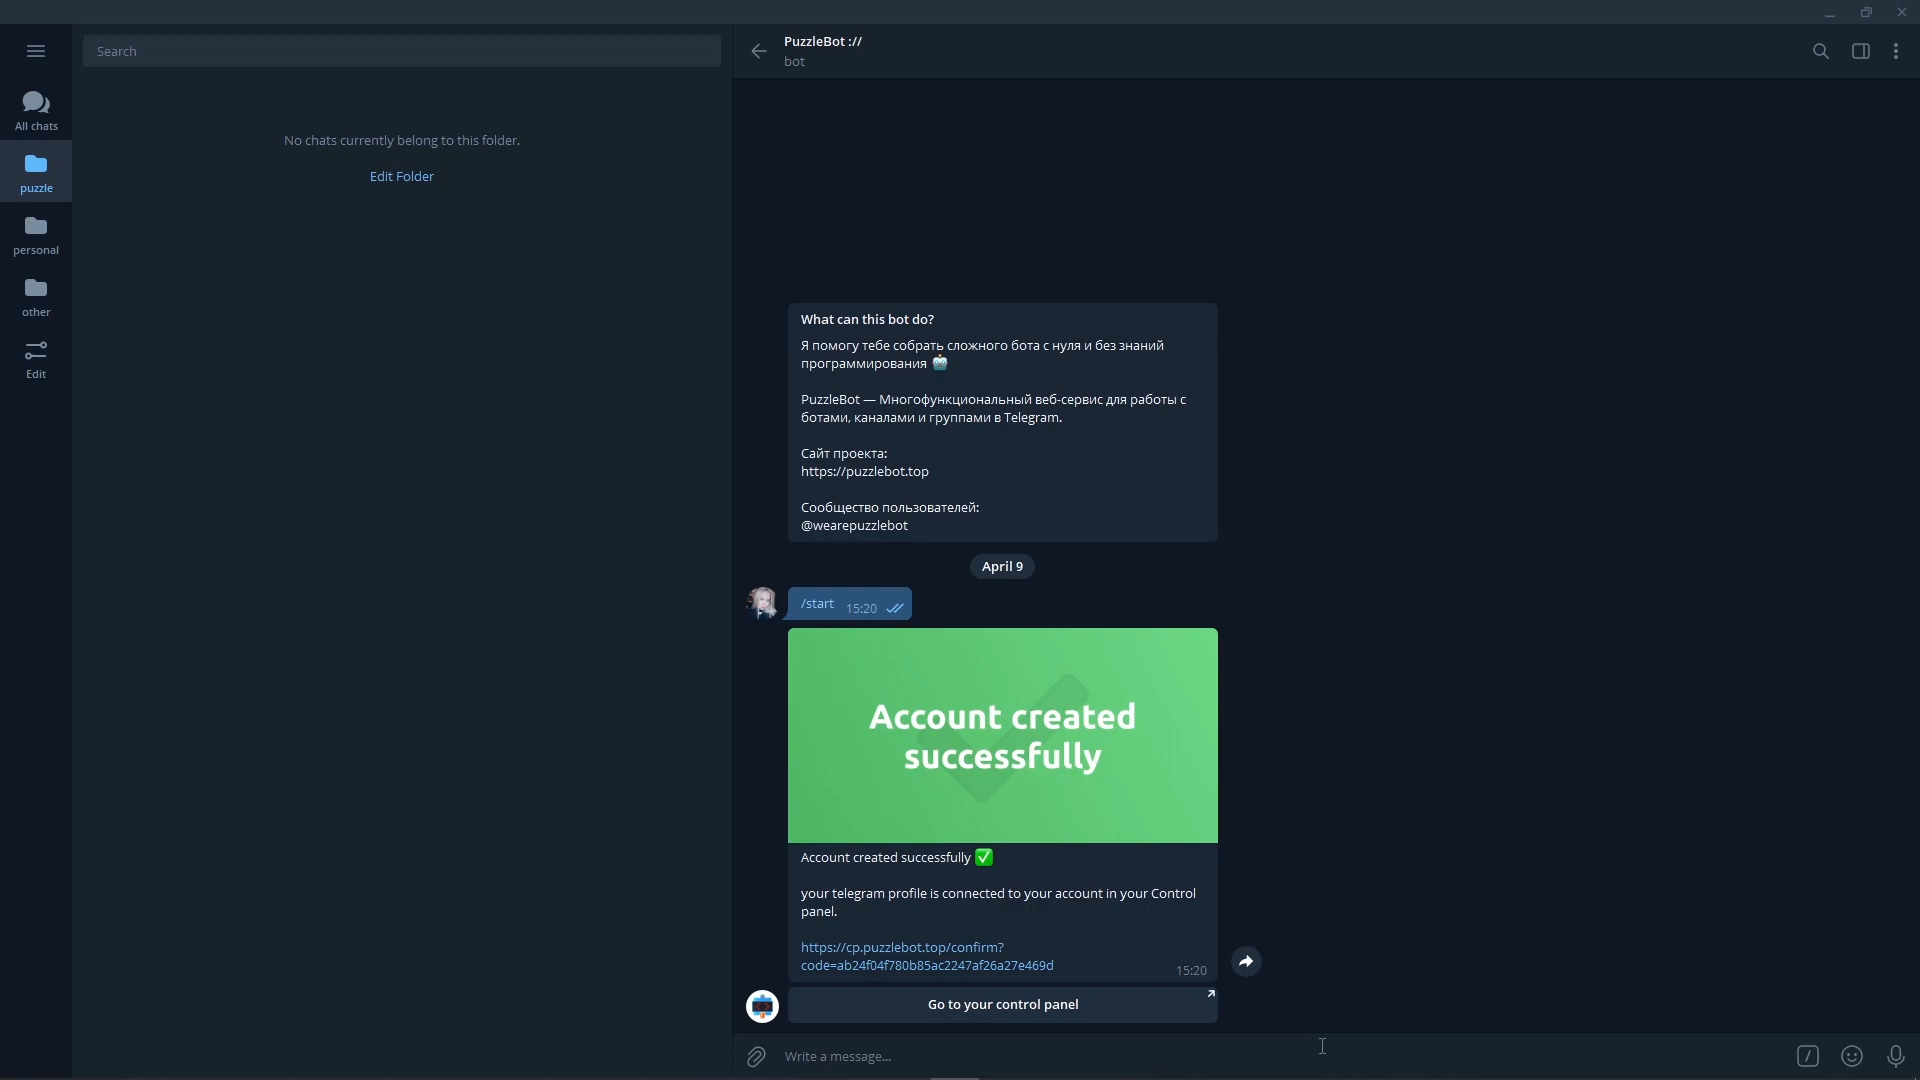 Search
All chats
puzzle
personal
other
Edit
No chats currently belong to this folder.
Edit Folder
PuzzleBot ://
bot
What can this bot do?
Я помогу тебе собрать сложного бота с нуля и без знаний
программирования 🤖
PuzzleBot — Многофункциональный веб-сервис для работы с
ботами, каналами и группами в Telegram.
Сайт проекта:
https://puzzlebot.top
Сообщество пользователей:
@wearepuzzlebot
April 9
/start 15:20
Account created
successfully
Account created successfully ✅
your telegram profile is connected to your account in your Control
panel.
https://cp.puzzlebot.top/confirm?
code=ab24f04f780b85ac2247af26a27e469d
15:20
Go to your control panel
Write a message...